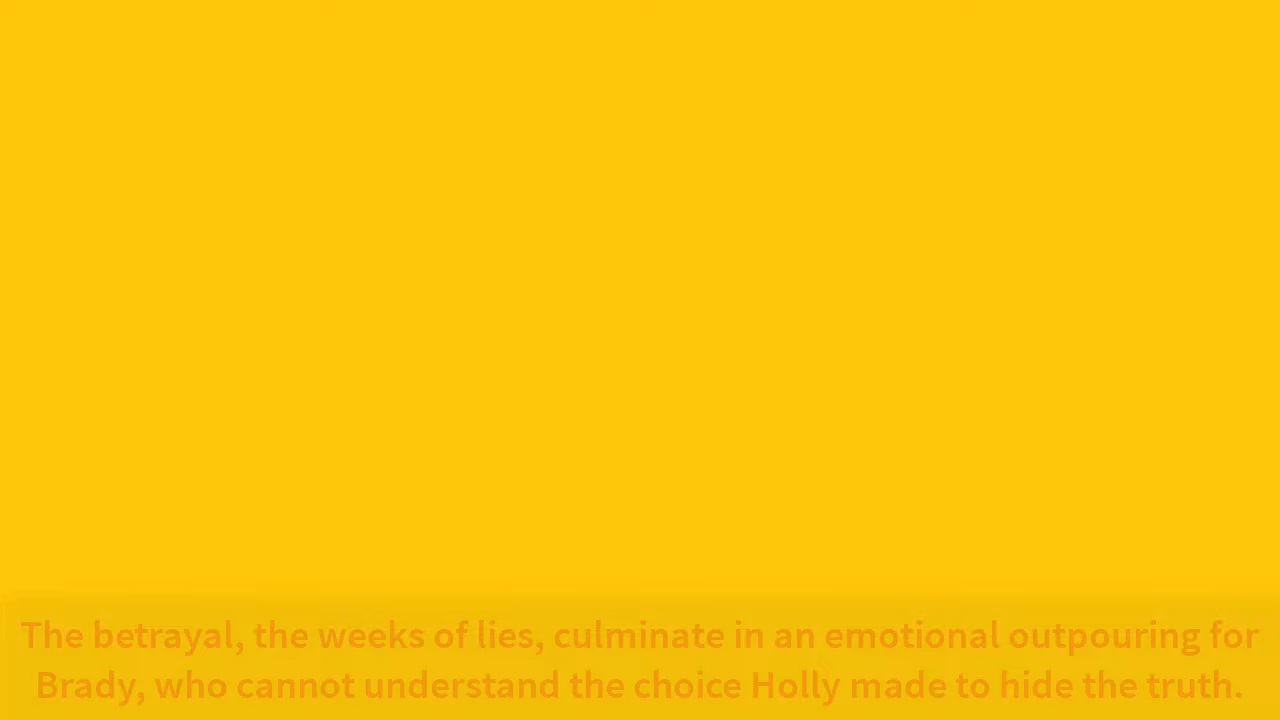 The betrayal, the weeks of lies, culminate in an emotional outpouring for
Brady, who cannot understand the choice Holly made to hide the truth.